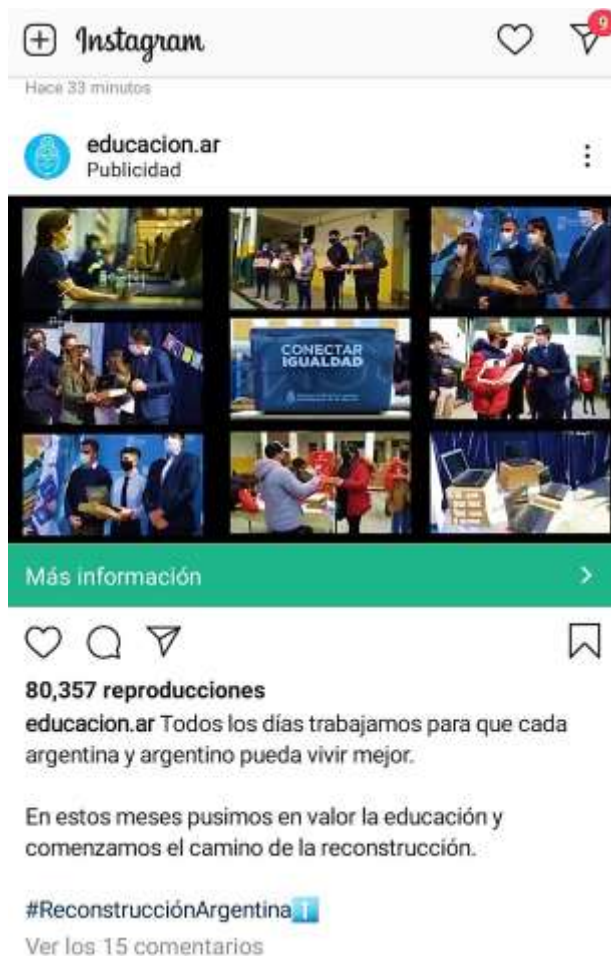 Instagram
9
Hace 33 minutos
educacion.ar
Publicidad
CONECTAR
IGUALDAD
Más información
80,357 reproducciones
educacion.ar Todos los días trabajamos para que cada
argentina y argentino pueda vivir mejor.
En estos meses pusimos en valor la educación y
comenzamos el camino de la reconstrucción.
#ReconstrucciónArgentina
Ver los 15 comentarios